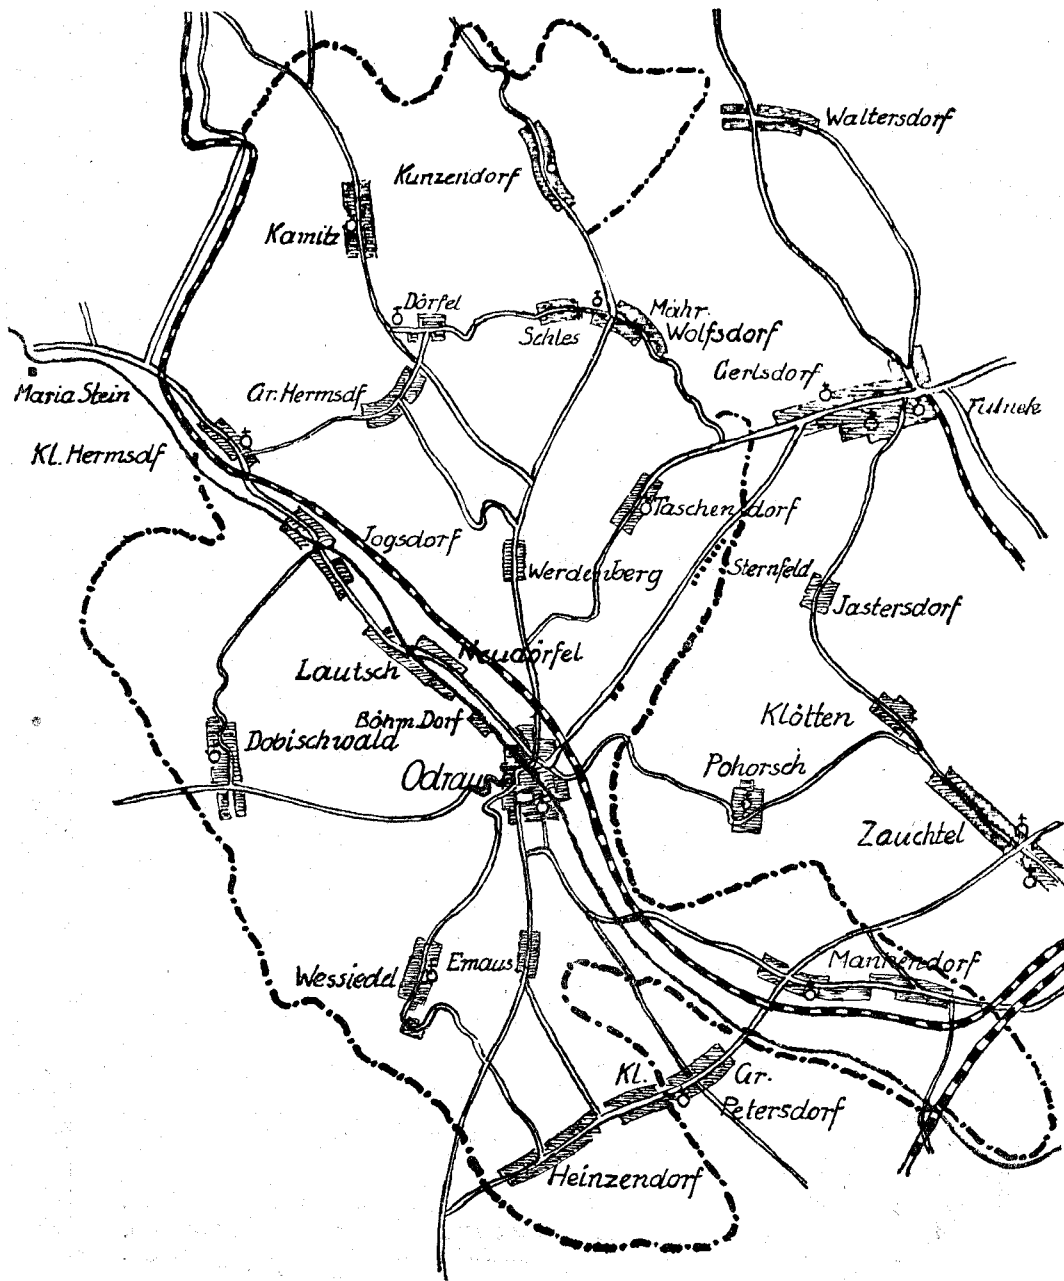 Waltersdorf
Kunzendorf
Kamitz
Dörfel
Schles
Mähr.
Wolfsdorf
Gerlsdorf
Fulnek
Maria Stein
Gr. Hermsdf
Kl. Hermsdf
Jogsdorf
Taschendorf
Werdenberg
Sternfeld
Jastersdorf
Neudörfel
Lautsch
Böhm. Dorf
Klötten
Dobischwald
Pohorsch
Odrau
Zauchtel
Mankendorf
Wessiedel
Emaus
Kl.
Gr.
Petersdorf
Heinzendorf